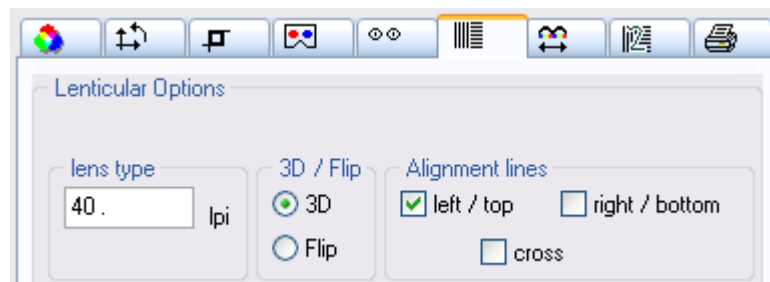 Lenticular Options
lens type
3D / Flip
Alignment lines
40 .
lpi
3D
left / top
right / bottom
Flip
cross